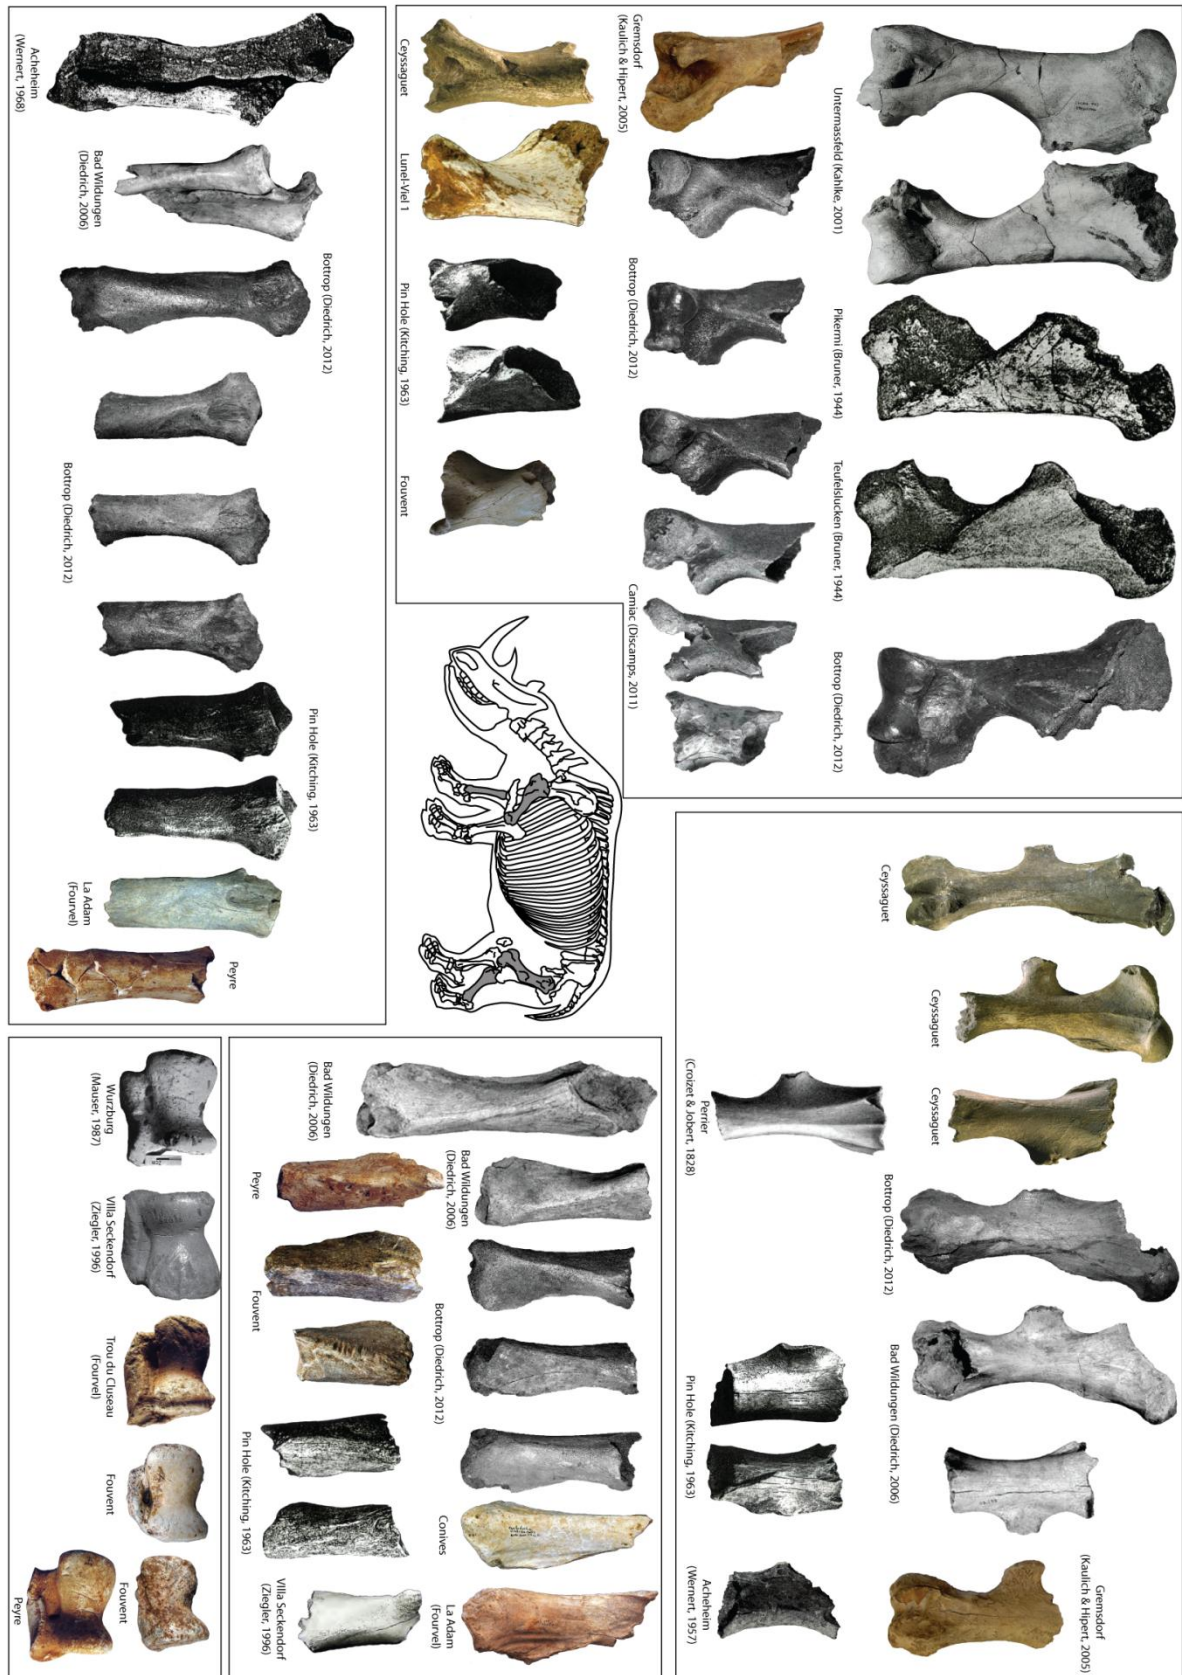 Untermassfeld (Kahlke, 2001)
Pikermi (Bruner, 1944)
Teufelslucken (Bruner, 1944)
Bottrop (Diedrich, 2012)
Gremsdorf
(Kaulich & Hipert, 2005)
Bottrop (Diedrich, 2012)
Camiac (Discamps, 2011)
Ceyssaguet
Lunel-Viel 1
Pin Hole (Kitching, 1963)
Fouvent
Ceyssaguet
Ceyssaguet
Ceyssaguet
Bottrop (Diedrich, 2012)
Bad Wildungen (Diedrich, 2006)
Gremsdorf
(Kaulich & Hipert, 2005)
Perrier
(Croizet & Jobert, 1828)
Pin Hole (Kitching, 1963)
Acheheim
(Wernert, 1957)
Acheheim
(Wernert, 1968)
Bad Wildungen
(Diedrich, 2006)
Bottrop (Diedrich, 2012)
Bottrop (Diedrich, 2012)
Pin Hole (Kitching, 1963)
La Adam
(Fourvel)
Peyre
Bad Wildungen
(Diedrich, 2006)
Bad Wildungen
(Diedrich, 2006)
Bottrop (Diedrich, 2012)
Conives
La Adam
(Fourvel)
Peyre
Fouvent
Pin Hole (Kitching, 1963)
VIlla Seckendorf
(Ziegler, 1996)
Wurzburg
(Mauser, 1987)
VIlla Seckendorf
(Ziegler, 1996)
Trou du Cluseau
(Fourvel)
Fouvent
Fouvent
Peyre